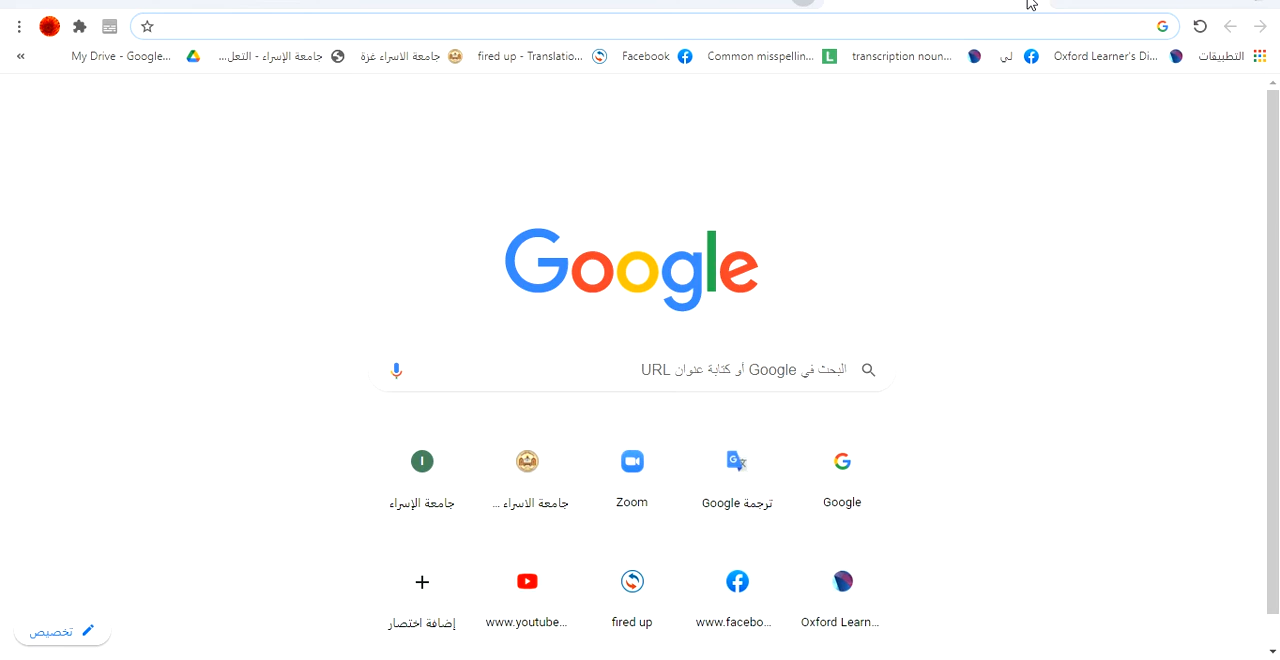 التطبيقات
Oxford Learner's Di...
لي
transcription noun...
Common misspellin...
Facebook
fired up - Translatio...
جامعة الاسراء غزة
جامعة الإسراء - التعل...
My Drive - Google...
«
Google
البحث في Google أو كتابة عنوان URL
Google
ترجمة Google
Zoom
جامعة الاسراء ...
I
جامعة الإسراء
Oxford Learn...
www.facebo...
fired up
www.youtube...
إضافة اختصار
تخصيص